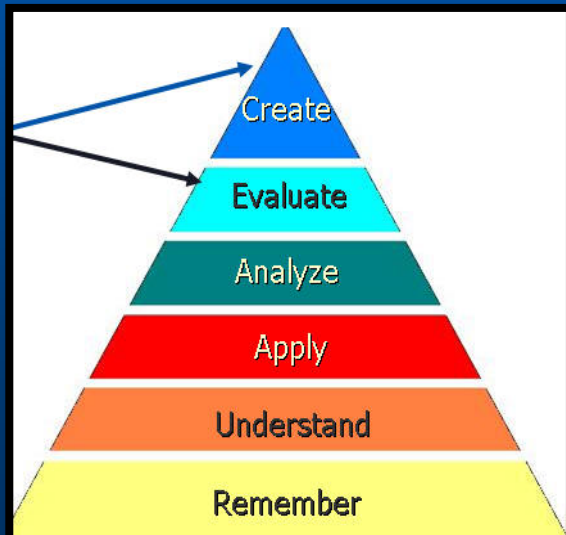 Create
Evaluate
Analyze
Apply
Understand
Remember